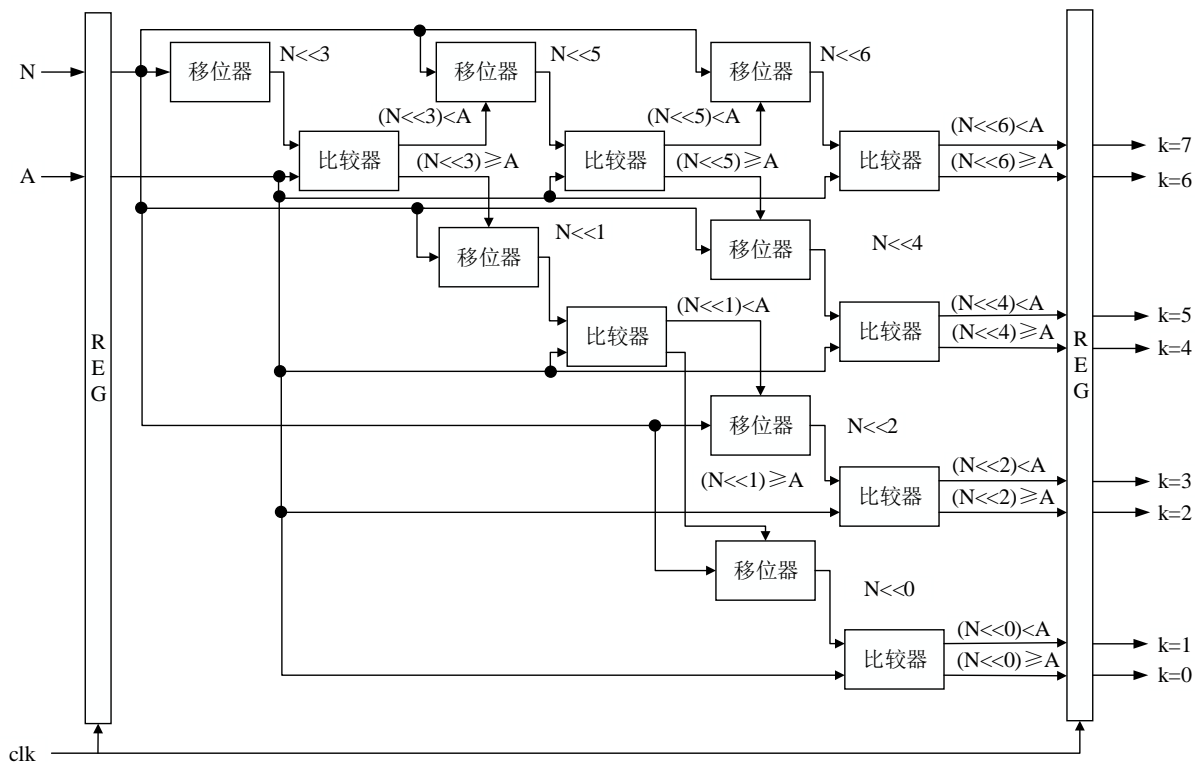 N<<3
N<<5
N<<6
N
移位器
移位器
移位器
(N<<3)<A
(N<<5)<A
(N<<6)<A
比较器
比较器
比较器
k=7
(N<<3)≥A
(N<<5)≥A
(N<<6)≥A
A
k=6
N<<1
移位器
移位器
N<<4
(N<<1)<A
(N<<4)<A
k=5
比较器
比较器
(N<<4)≥A
k=4
REG
REG
移位器
N<<2
(N<<2)<A
(N<<1)≥A
比较器
k=3
(N<<2)≥A
k=2
移位器
N<<0
(N<<0)<A
k=1
比较器
(N<<0)≥A
k=0
clk